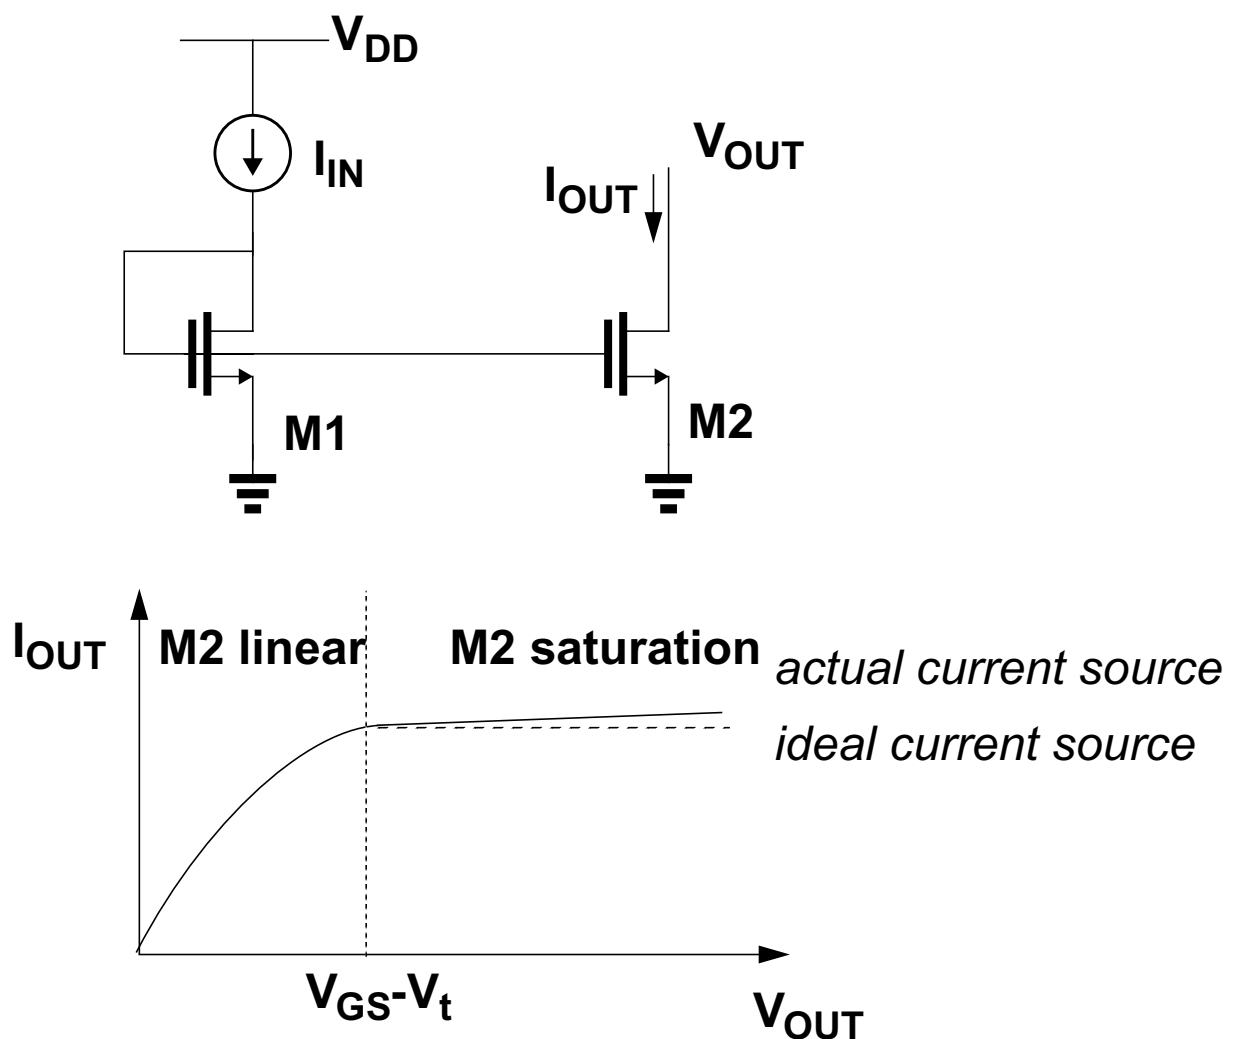 VDD
IIN
VOUT
IOUT
M1
M2
IOUT
M2 linear
M2 saturation
actual current source
ideal current source
VGS-Vt
VOUT